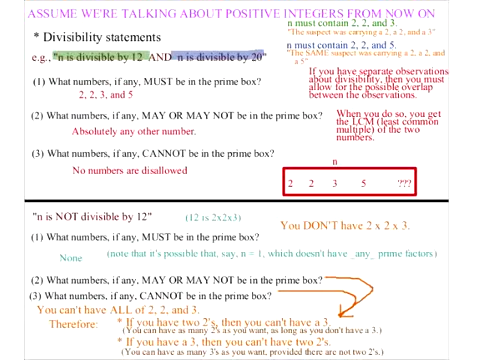 ASSUME WE'RE TALKING ABOUT POSITIVE INTEGERS FROM NOW ON
n must contain 2, 2, and 3.
"The suspect was carrying a 2, a 2, and a 3"
* Divisibility statements
n must contain 2, 2, 5.
"The SAME suspect was carrying a 2, a 2, and a 5"
e.g., "n is divisible by 12 AND n is divisible by 20"
If you have separate observations
about divisibility, then you must
allow for the possible overlap
between the observations.
(1) What numbers, if any, MUST be in the prime box?
2, 2, 3, and 5
(2) What numbers, if any, MAY OR MAY NOT be in the prime box?
Absolutely any other number.
When you do so, you get
the LCM (least common
multiple) of the two
numbers.
(3) What numbers, if any, CANNOT be in the prime box?
No numbers are disallowed
n
2 2 3 5 ???
"n is NOT divisible by 12" (12 is 2x2x3)
You DON'T have 2 x 2 x 3.
(1) What numbers, if any, MUST be in the prime box?
None (note that it's possible that, say, n = 1, which doesn't have _any_ prime factors)
(2) What numbers, if any, MAY OR MAY NOT be in the prime box?
(3) What numbers, if any, CANNOT be in the prime box?
You can't have ALL of 2, 2, and 3.
Therefore: * If you have two 2's, then you can't have a 3.
(You can have as many 2's as you want, as long as you don't have a 3.)
* If you have a 3, then you can't have two 2's.
(You can have as many 3's as you want, provided there are not two 2's.)